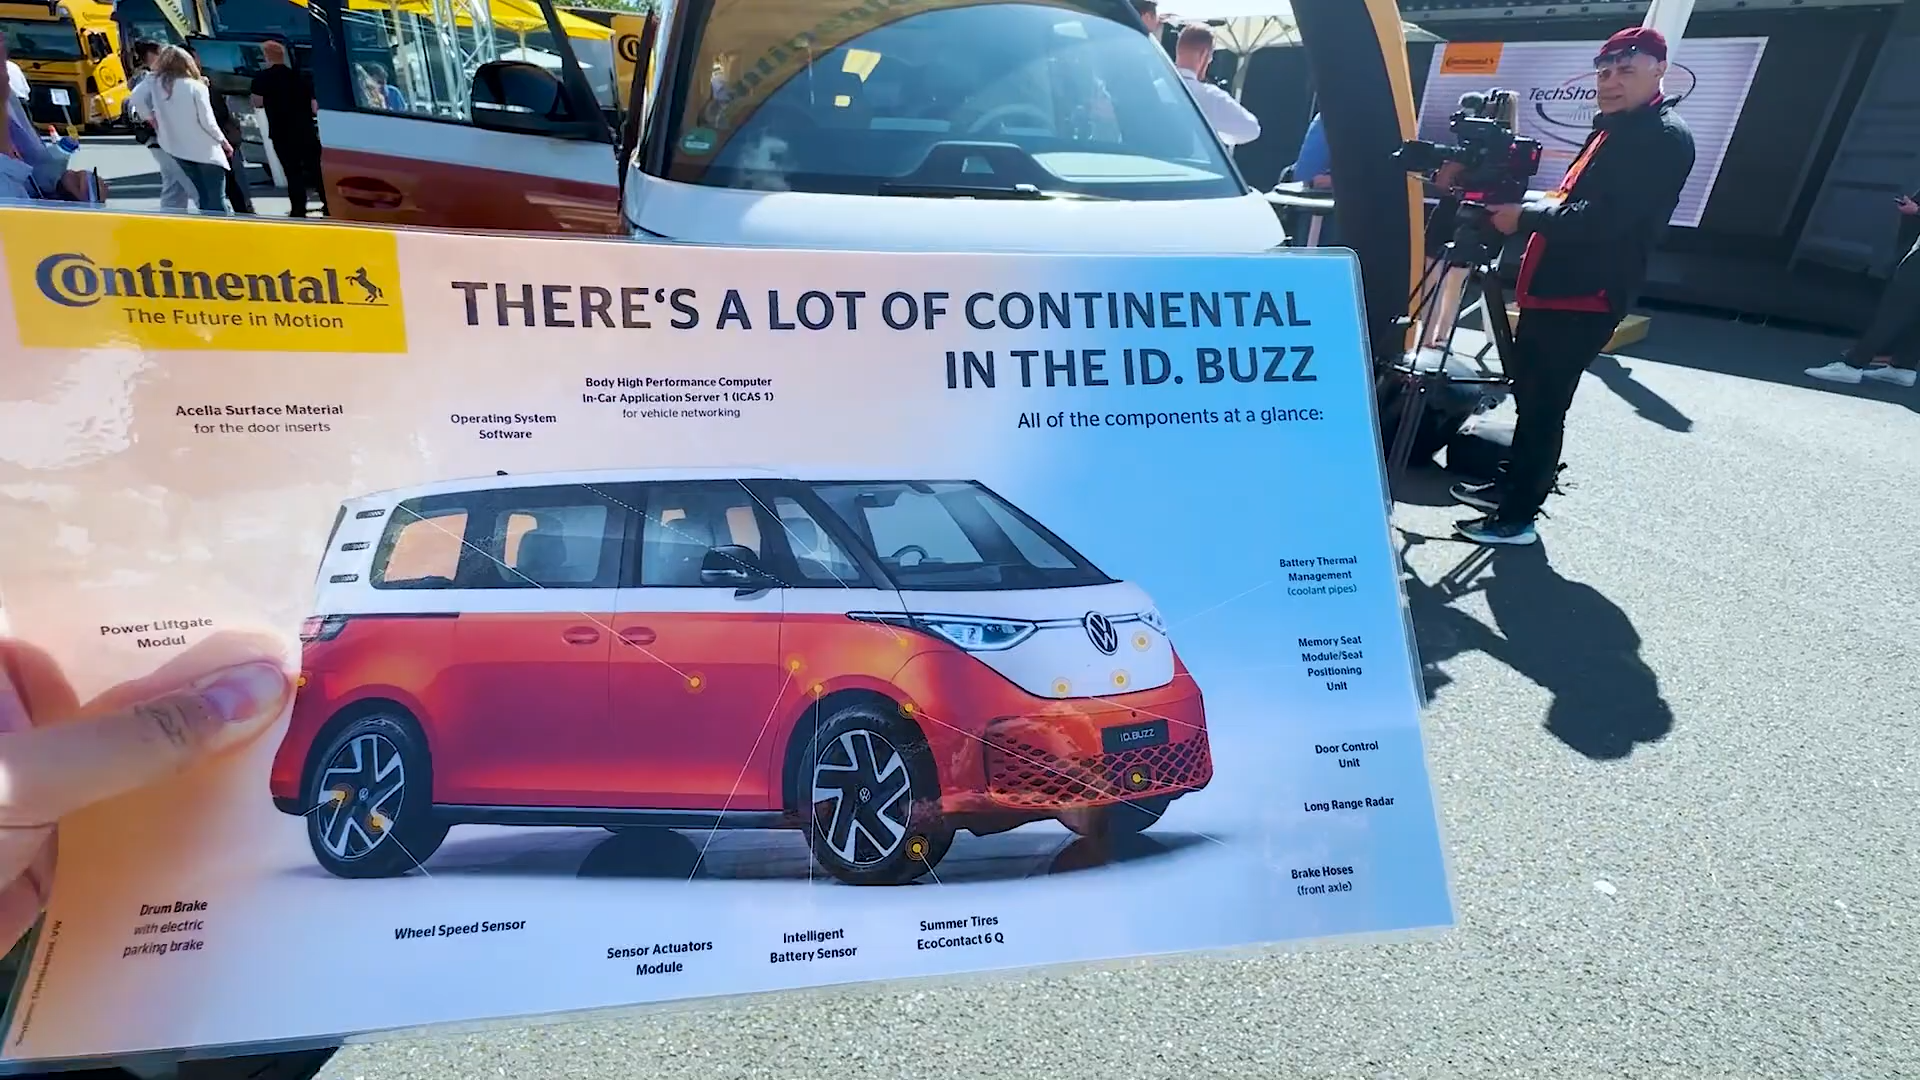 Continental
The Future in Motion
THERE‘S A LOT OF CONTINENTAL
IN THE ID. BUZZ
All of the components at a glance:
Body High Performance Computer
In-Car Application Server 1 (ICAS 1)
for vehicle networking
Acella Surface Material
for the door inserts
Operating System
Software
Power Liftgate
Modul
Battery Thermal
Management
(coolant pipes)
Memory Seat
Module/Seat
Positioning
Unit
Door Control
Unit
Long Range Radar
Brake Hoses
(front axle)
ID.BUZZ
Drum Brake
with electric
parking brake
Wheel Speed Sensor
Sensor Actuators
Module
Intelligent
Battery Sensor
Summer Tires
EcoContact 6 Q
Continental
TechSho